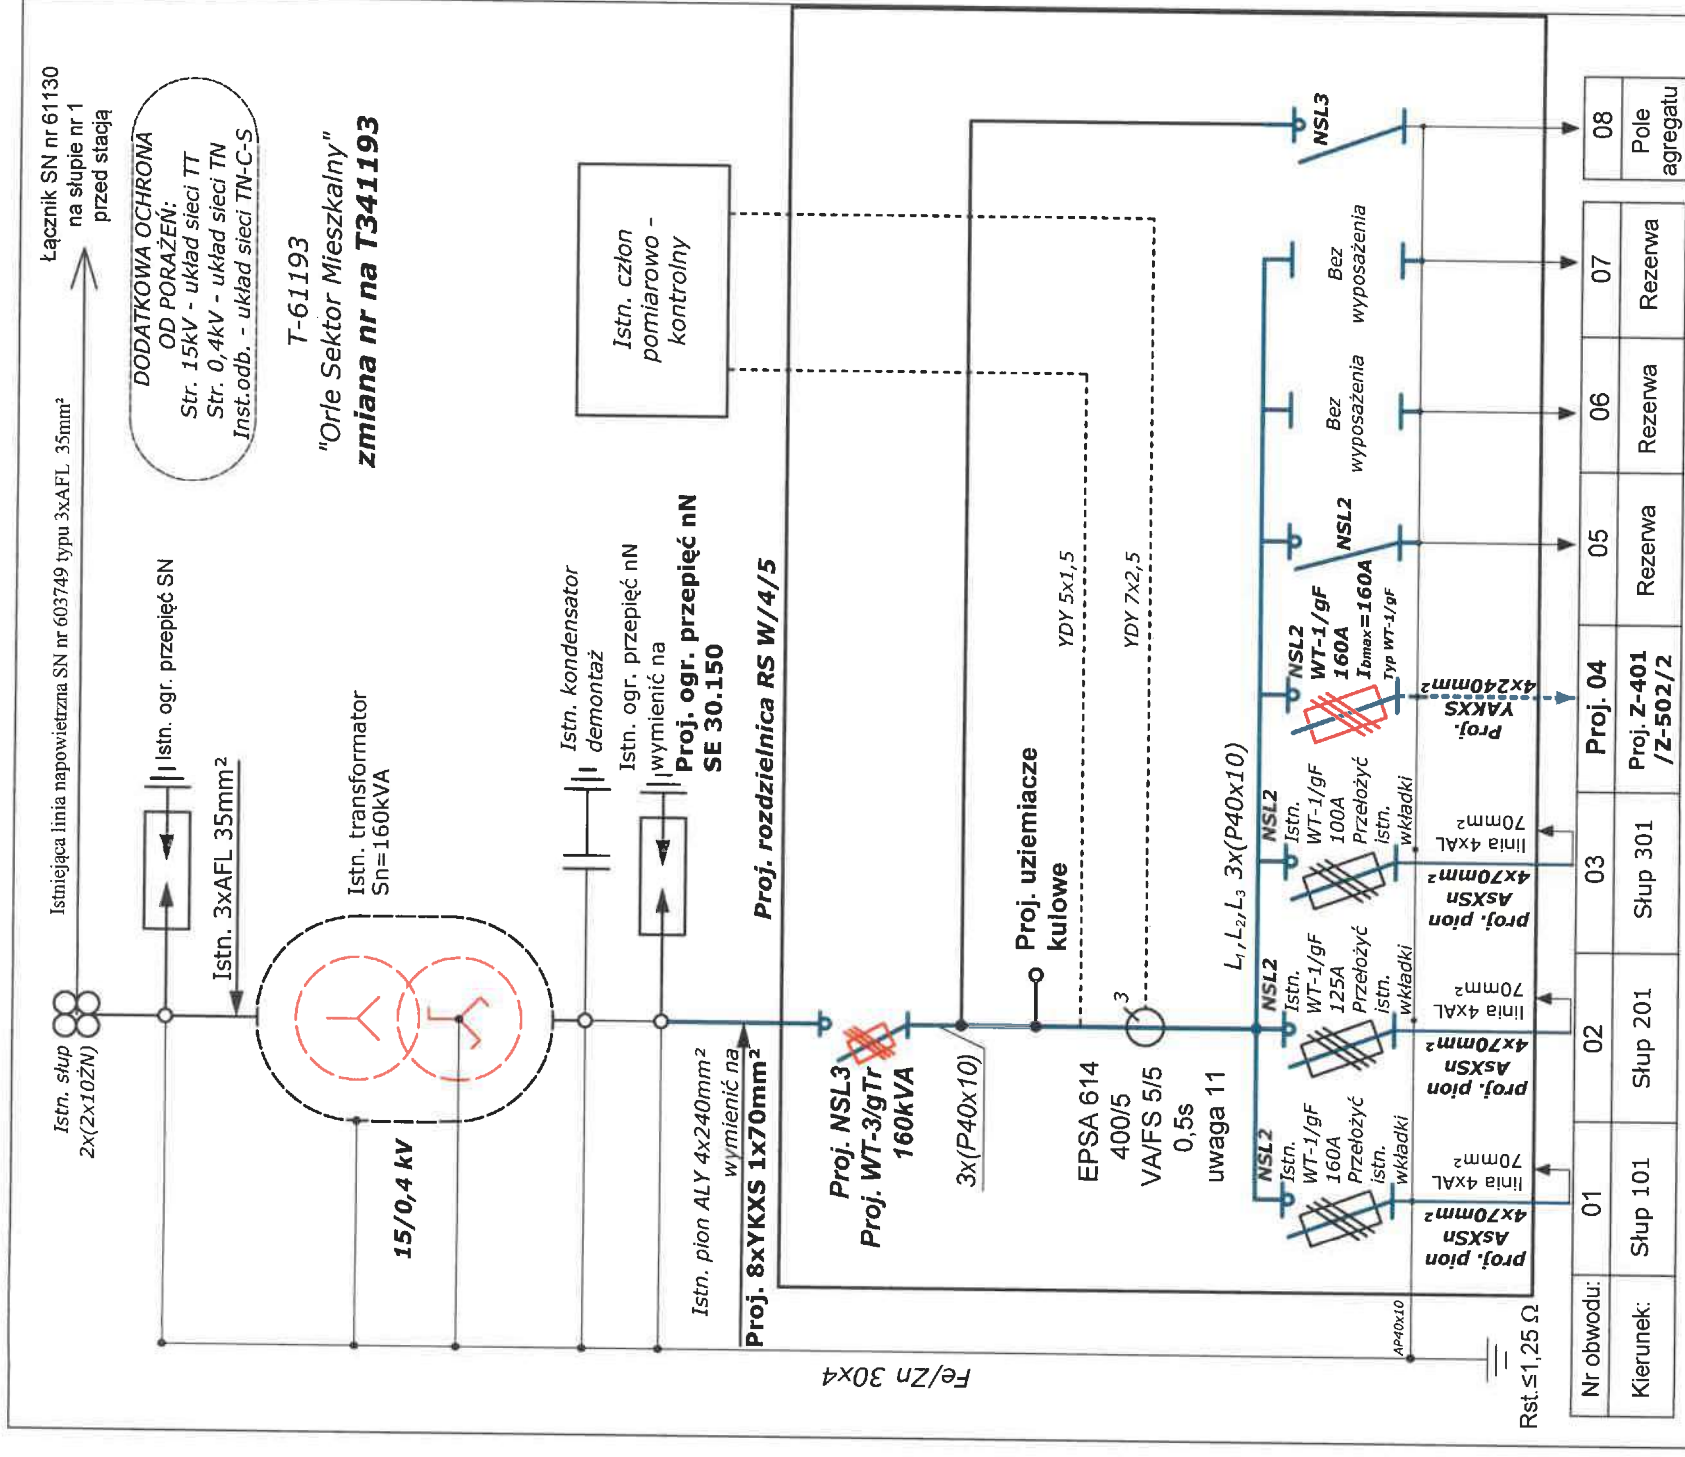 Łącznik SN nr 61130
na słupie nr 1
przed stacją
Istniejąca linia napowietrzna SN nr 603749 typu 3xAFL 35mm²
DODATKOWA OCHRONA
OD PORAŻEŃ:
Str. 15kV - układ sieci TT
Str. 0,4kV - układ sieci TN
Inst.odb. - układ sieci TN-C-S
T-61193
"Orle Sektor Mieszkalny"
zmiana nr na T341193
Istn. słup
2x(2x10ŻN)
Istn. ogr. przepięć SN
Istn. 3xAFL 35mm²
Istn. transformator
Sn=160kVA
15/0,4 kV
Istn. kondensator
demontaż
Istn. ogr. przepięć nN
wymienić na
Proj. ogr. przepięć nN
SE 30.150
Istn. człon
pomiarowo -
kontrolny
Istn. pion ALY 4x240mm²
wymienić na
Proj. 8xYKXS 1x70mm²
Proj. rozdzielnica RS W/4/5
Proj. NSL3
Proj. WT-3/gTr
160kVA
3x(P40x10)
Proj. uziemiacze
kulowe
EPSA 614
400/5
VA/FS 5/5
0,5s
uwaga 11
3
YDY 5x1,5
YDY 7x2,5
L₁,L₂,L₃ 3x(P40x10)
NSL2
Istn.
WT-1/gF
160A
Przełożyć
istn.
wkładki
NSL2
Istn.
WT-1/gF
125A
Przełożyć
istn.
wkładki
NSL2
Istn.
WT-1/gF
100A
Przełożyć
istn.
wkładki
NSL2
WT-1/gF
160A
Ibmax=160A
Typ WT-1/gF
NSL2
Bez
wyposażenia
Bez
wyposażenia
NSL3
proj. pion
AsXSn
4x70mm²
linia 4xAL
70mm²
proj. pion
AsXSn
4x70mm²
linia 4xAL
70mm²
proj. pion
AsXSn
4x70mm²
linia 4xAL
70mm²
Proj.
YAKXS
4x240mm²
Fe/Zn 30x4
AP40x10
Rst.≤1,25 Ω
Nr obwodu: 01 02 03 Proj. 04 05 06 07 08
Kierunek: Słup 101 Słup 201 Słup 301 Proj. Z-401 Rezerwa Rezerwa Rezerwa Pole
/Z-502/2 agregatu